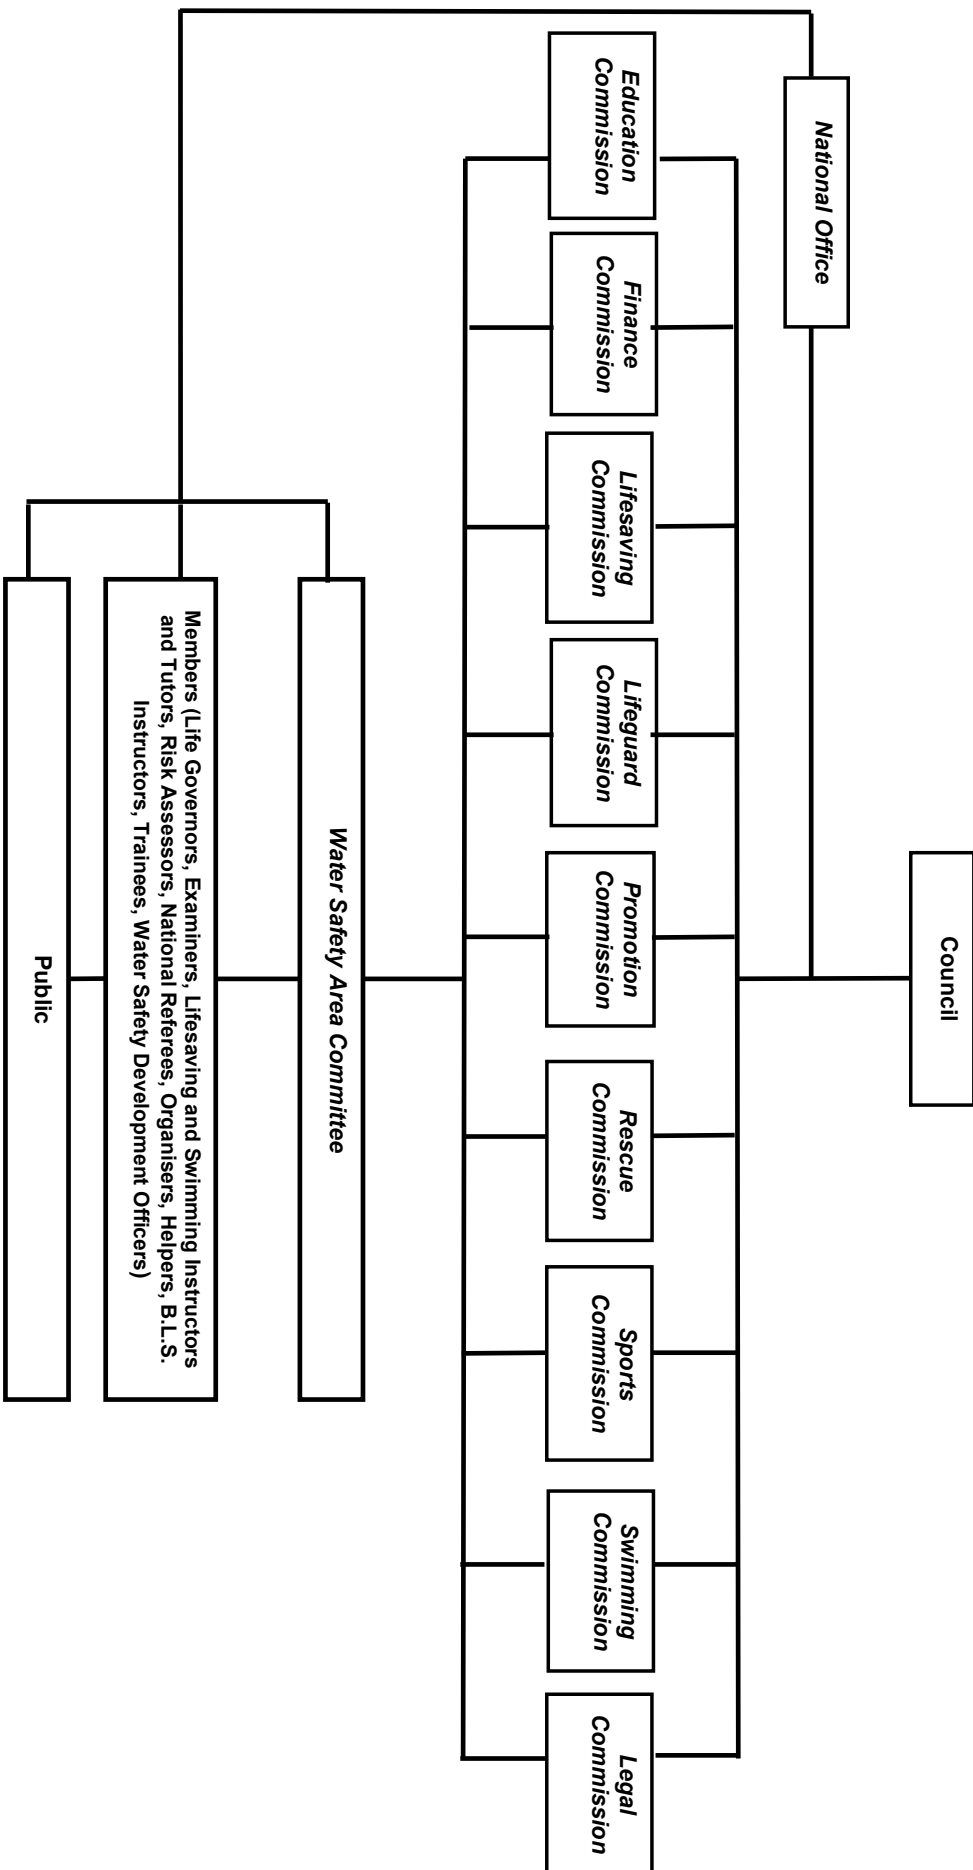 Council
National Office
Education
Commission
Finance
Commission
Lifesaving
Commission
Lifeguard
Commission
Promotion
Commission
Rescue
Commission
Sports
Commission
Swimming
Commission
Legal
Commission
Water Safety Area Committee
Members (Life Governors, Examiners, Lifesaving and Swimming Instructors
and Tutors, Risk Assessors, National Referees, Organisers, Helpers, B.L.S.
Instructors, Trainees, Water Safety Development Officers)
Public